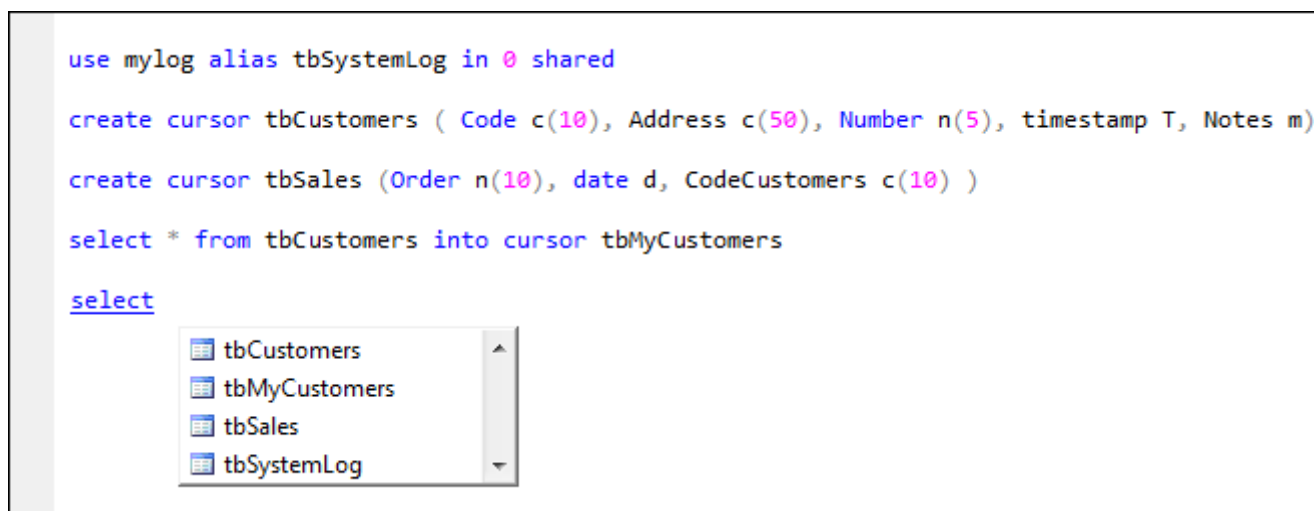 use mylog alias tbSystemLog in 0 shared
create cursor tbCustomers ( Code c(10), Address c(50), Number n(5), timestamp T, Notes m)
create cursor tbSales (Order n(10), date d, CodeCustomers c(10) )
select * from tbCustomers into cursor tbMyCustomers
select
tbCustomers
tbMyCustomers
tbSales
tbSystemLog